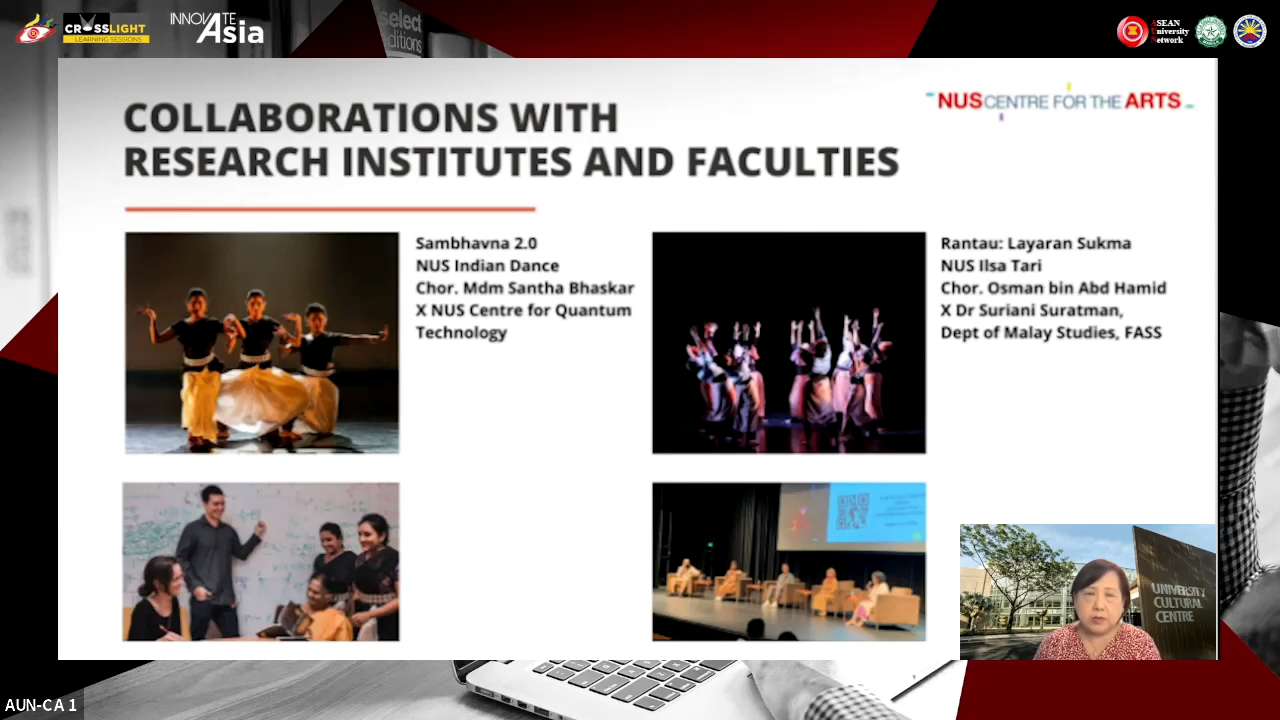 CROSSLIGHT
LEARNING SESSIONS
INNOVATE
Asia
select
editions
ASEAN
University
Network
NUS CENTRE FOR THE ARTS
COLLABORATIONS WITH
RESEARCH INSTITUTES AND FACULTIES
Sambhavna 2.0
NUS Indian Dance
Chor. Mdm Santha Bhaskar
X NUS Centre for Quantum
Technology
Rantau: Layaran Sukma
NUS Ilsa Tari
Chor. Osman bin Abd Hamid
X Dr Suriani Suratman,
Dept of Malay Studies, FASS
UNIVERSITY
CULTURAL
CENTRE
AUN-CA 1